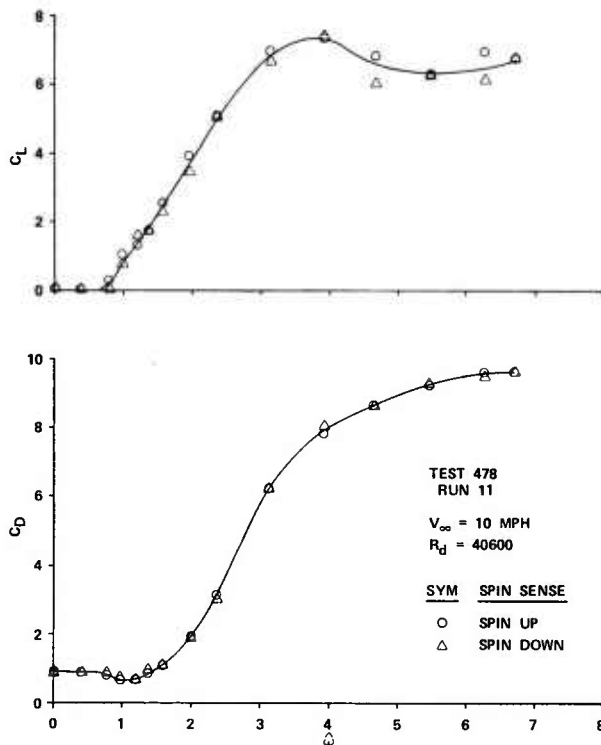 8
6
4
2
0
C_L
10
8
6
4
2
0
C_D
0 1 2 3 4 5 6 7 8
ω̂
TEST 478
RUN 11
V∞ = 10 MPH
R_d = 40600
SYM SPIN SENSE
○ SPIN UP
△ SPIN DOWN